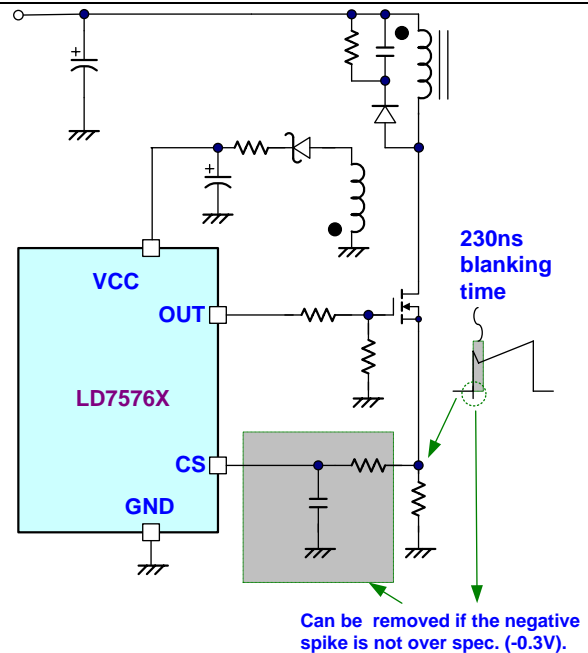 +
+
230ns
blanking
time
VCC
OUT
LD7576X
CS
GND
Can be removed if the negative
spike is not over spec. (-0.3V).